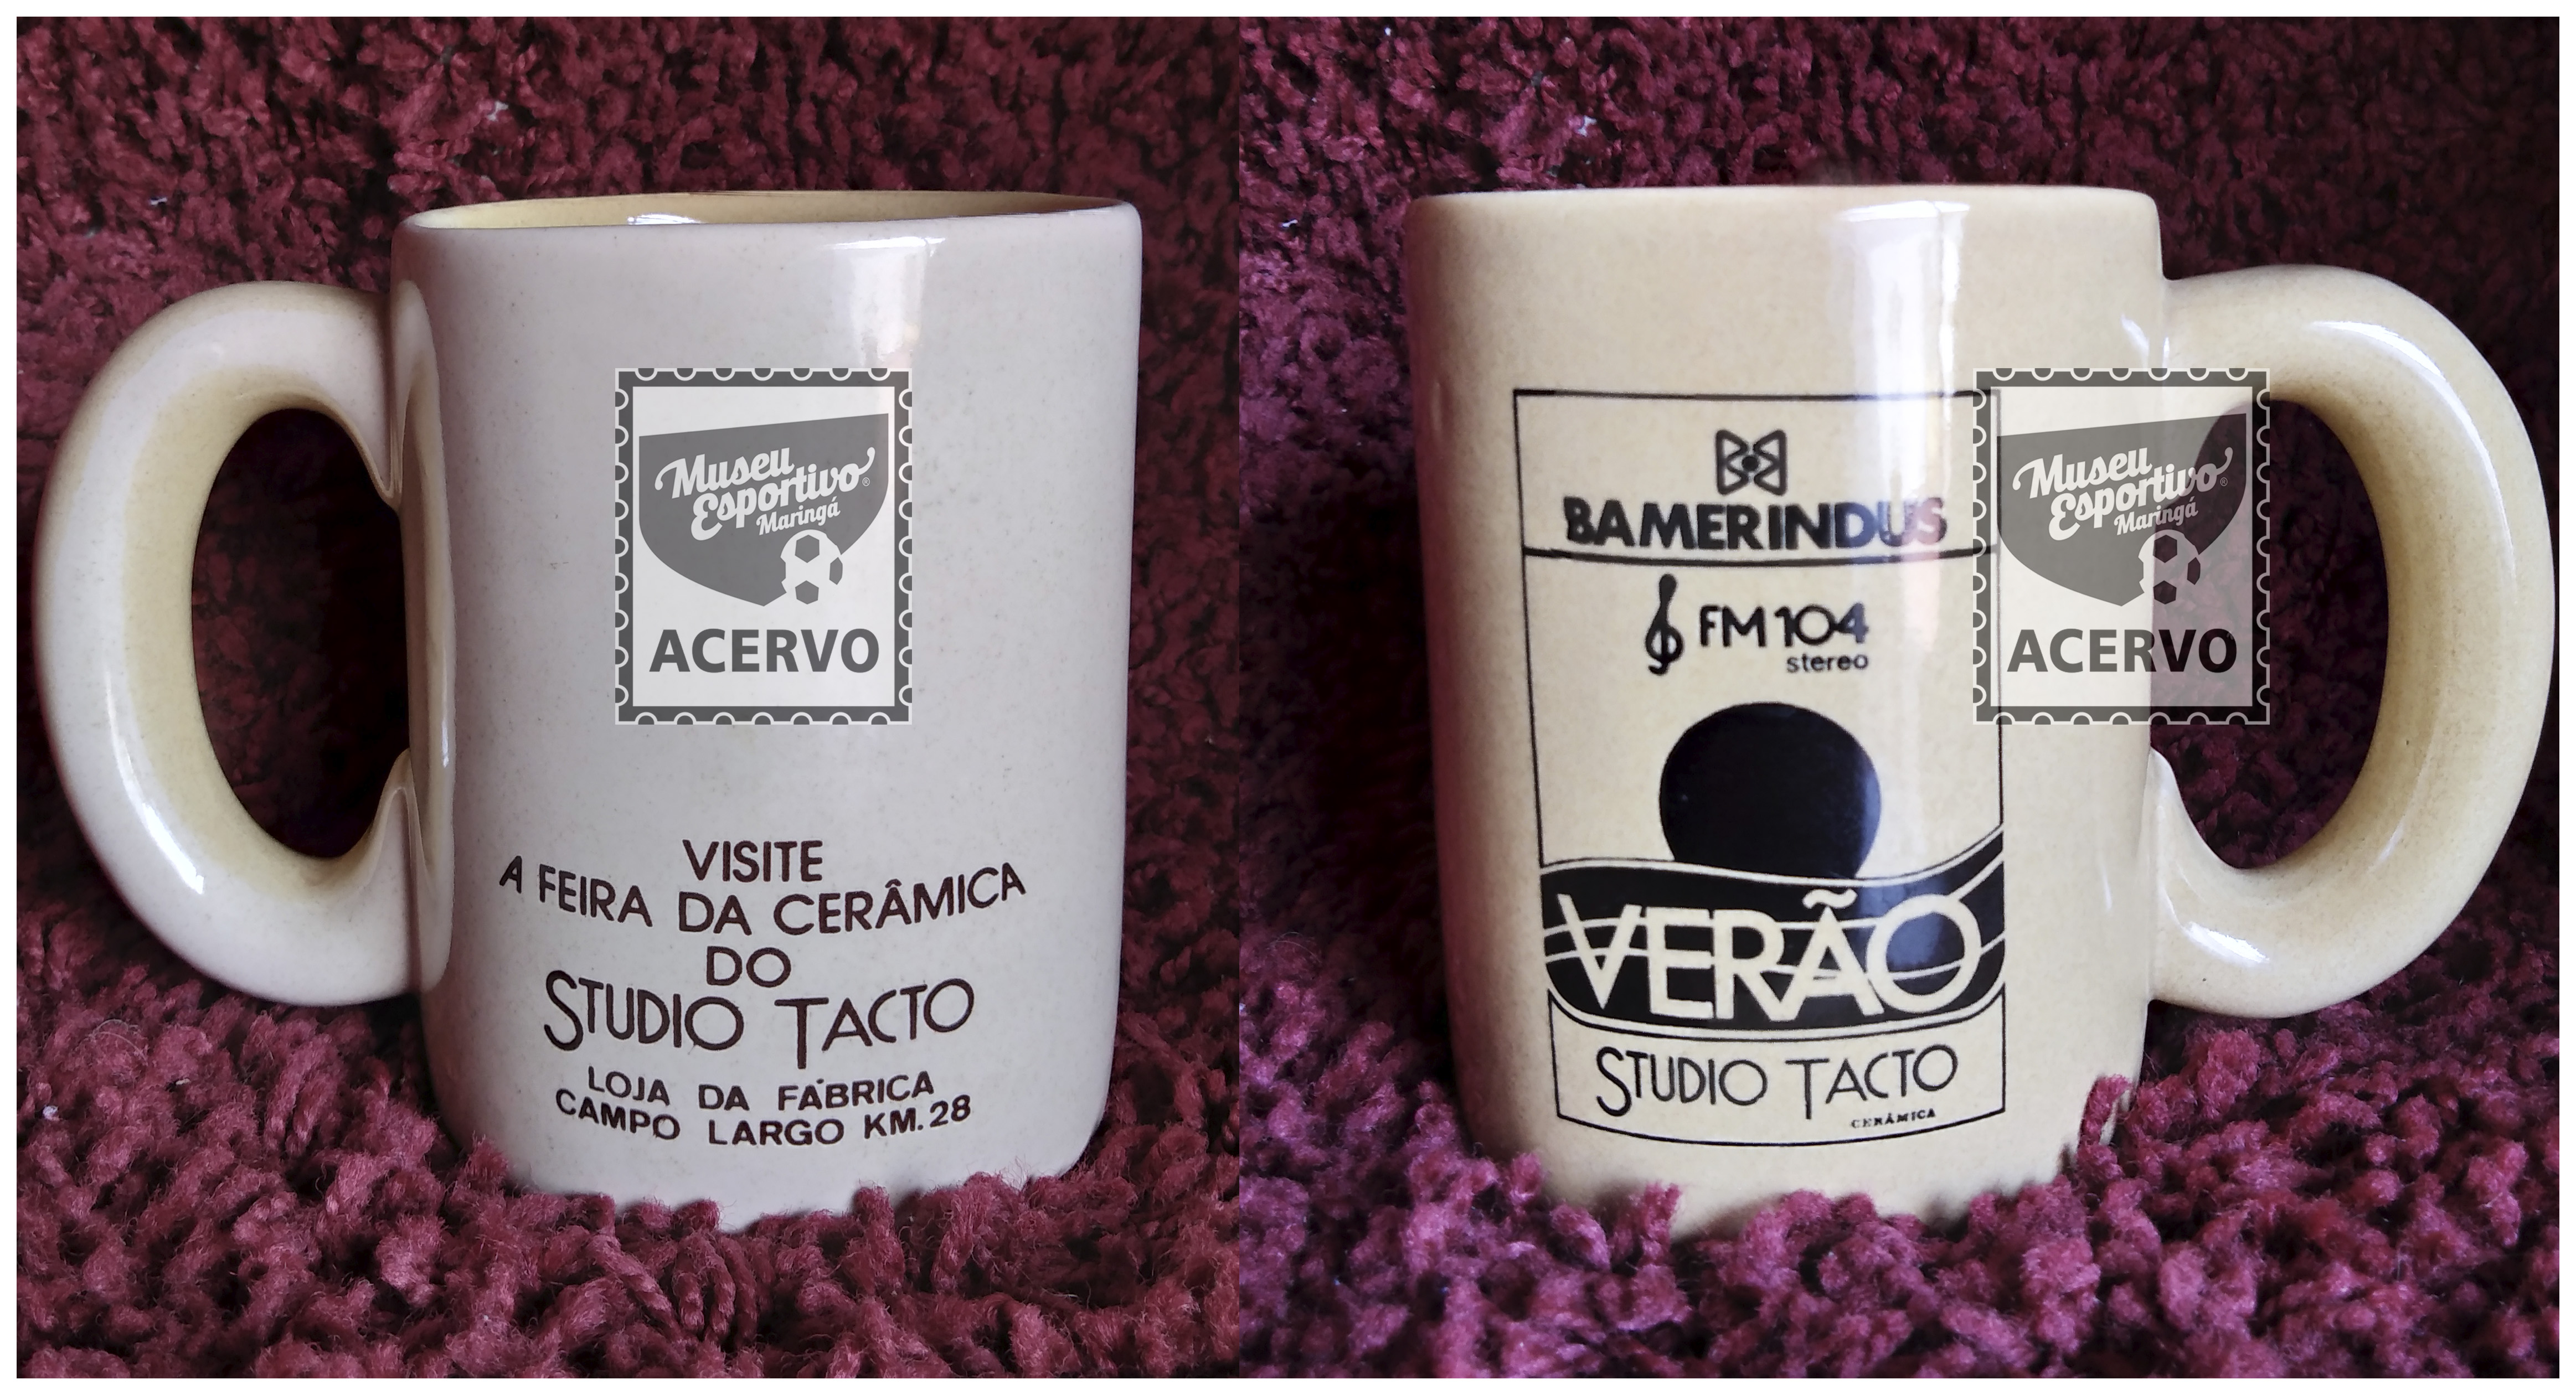 Museu
Esportivo®
Maringá
ACERVO
VISITE
A FEIRA DA CERÂMICA
DO
STUDIO TACTO
LOJA DA FÁBRICA
CAMPO LARGO KM.28
BAMERINDUS
FM 104
stereo
VERÃO
STUDIO TACTO
CERÂMICA
Museu
Esportivo®
Maringá
ACERVO